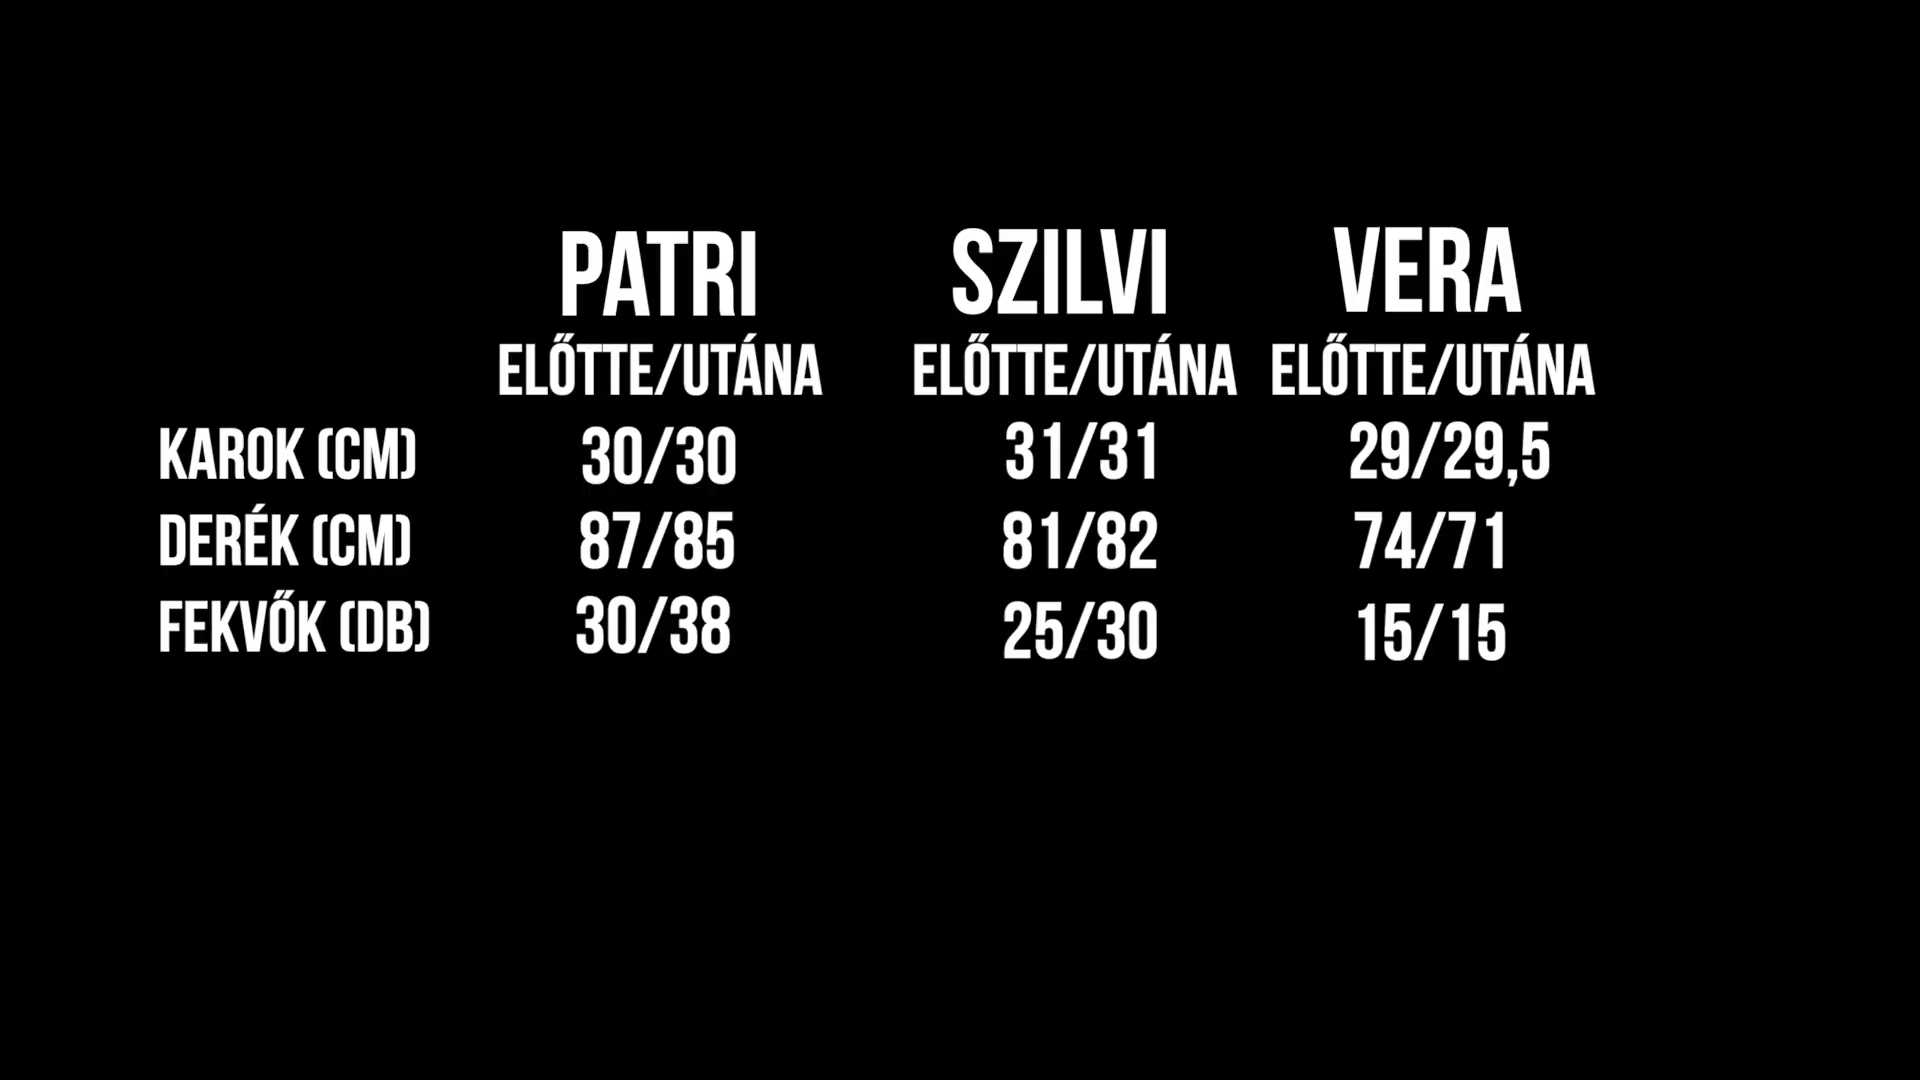 PATRI SZILVI VERA
ELŐTTE/UTÁNA ELŐTTE/UTÁNA ELŐTTE/UTÁNA
KAROK (CM) 30/30 31/31 29/29,5
DERÉK (CM) 87/85 81/82 74/71
FEKVŐK (DB) 30/38 25/30 15/15